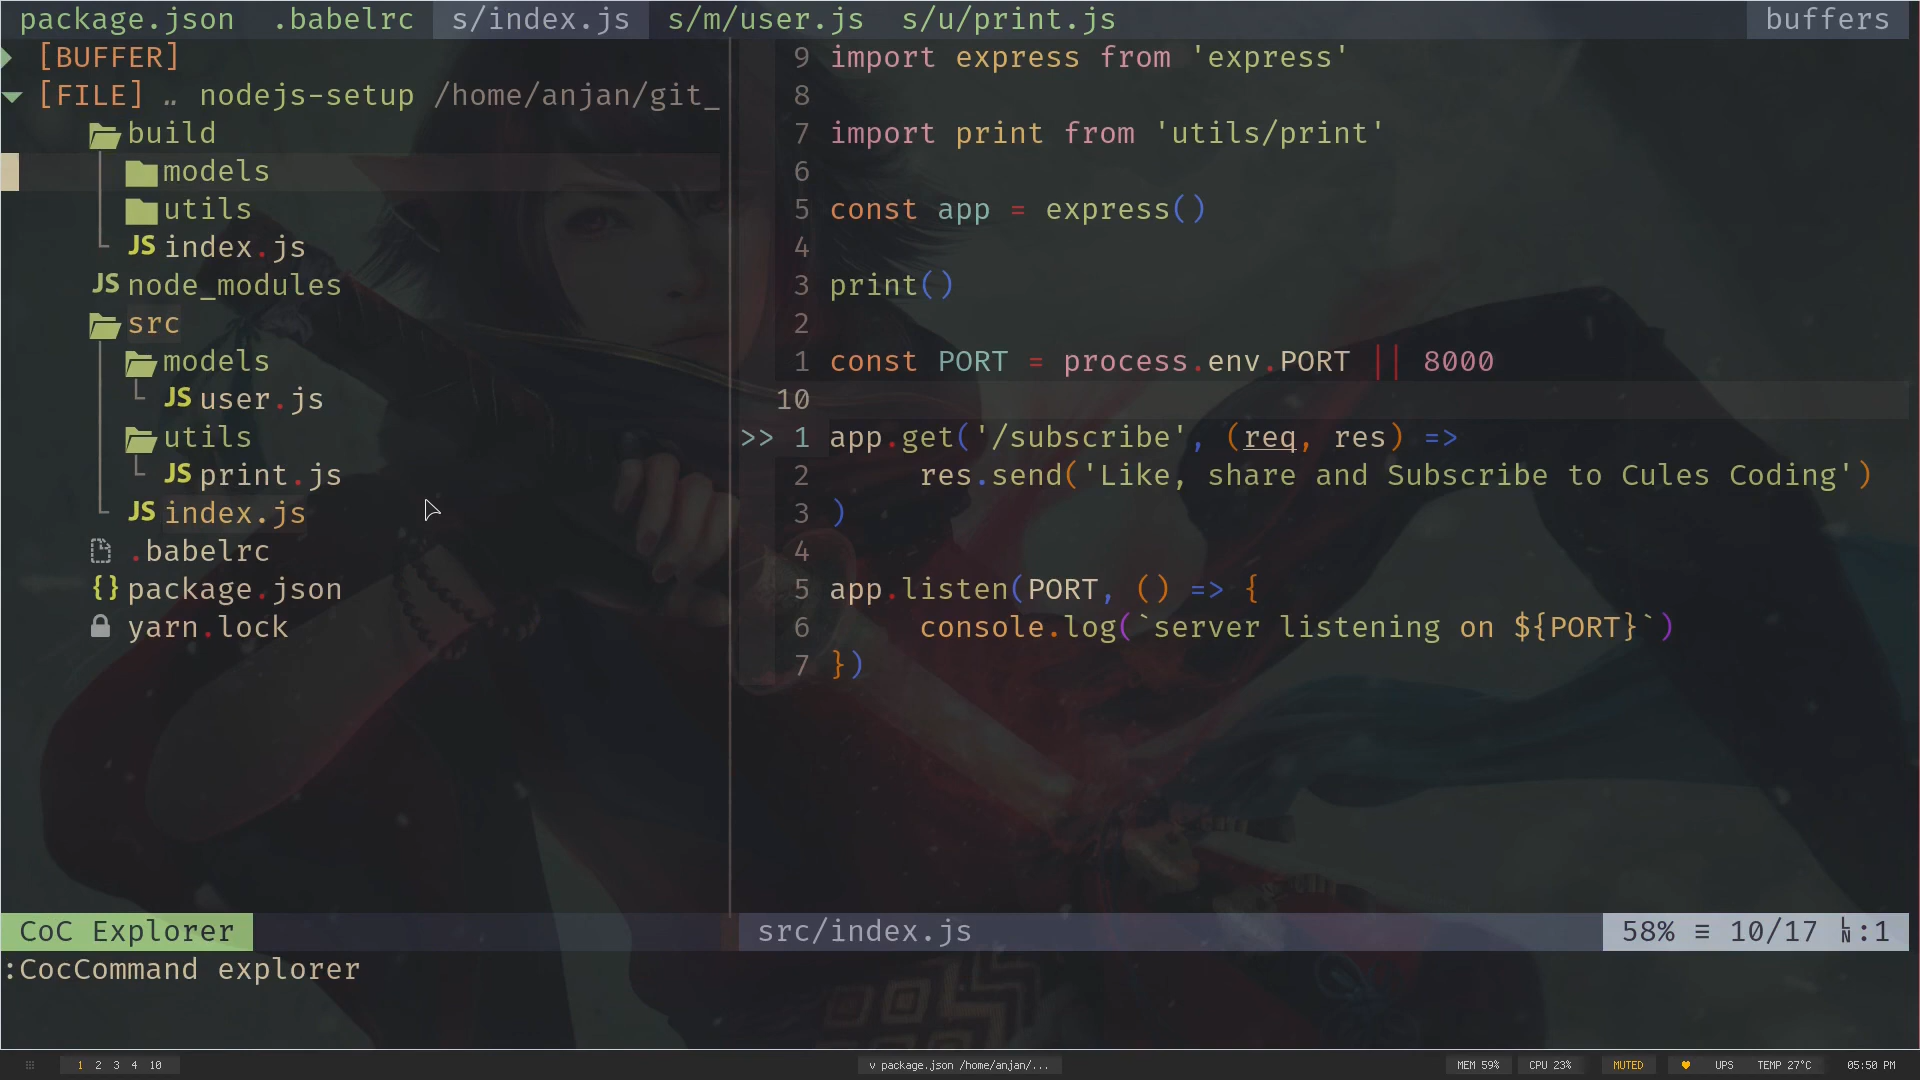 package.json .babelrc s/index.js s/m/user.js s/u/print.js buffers
[BUFFER]
[FILE] .. nodejs-setup /home/anjan/git_
build
models
utils
JS index.js
JS node_modules
src
models
JS user.js
utils
JS print.js
JS index.js
.babelrc
{} package.json
yarn.lock
9 import express from 'express'
8
7 import print from 'utils/print'
6
5 const app = express()
4
3 print()
2
1 const PORT = process.env.PORT || 8000
10
>> 1 app.get('/subscribe', (req, res) =>
2 res.send('Like, share and Subscribe to Cules Coding')
3 )
4
5 app.listen(PORT, () => {
6 console.log(`server listening on ${PORT}`)
7 })
CoC Explorer src/index.js 58% ≡ 10/17 LN:1
:CocCommand explorer
1 2 3 4 10 v package.json /home/anjan/... MEM 59% CPU 23% MUTED UPS TEMP 27°C 05:50 PM